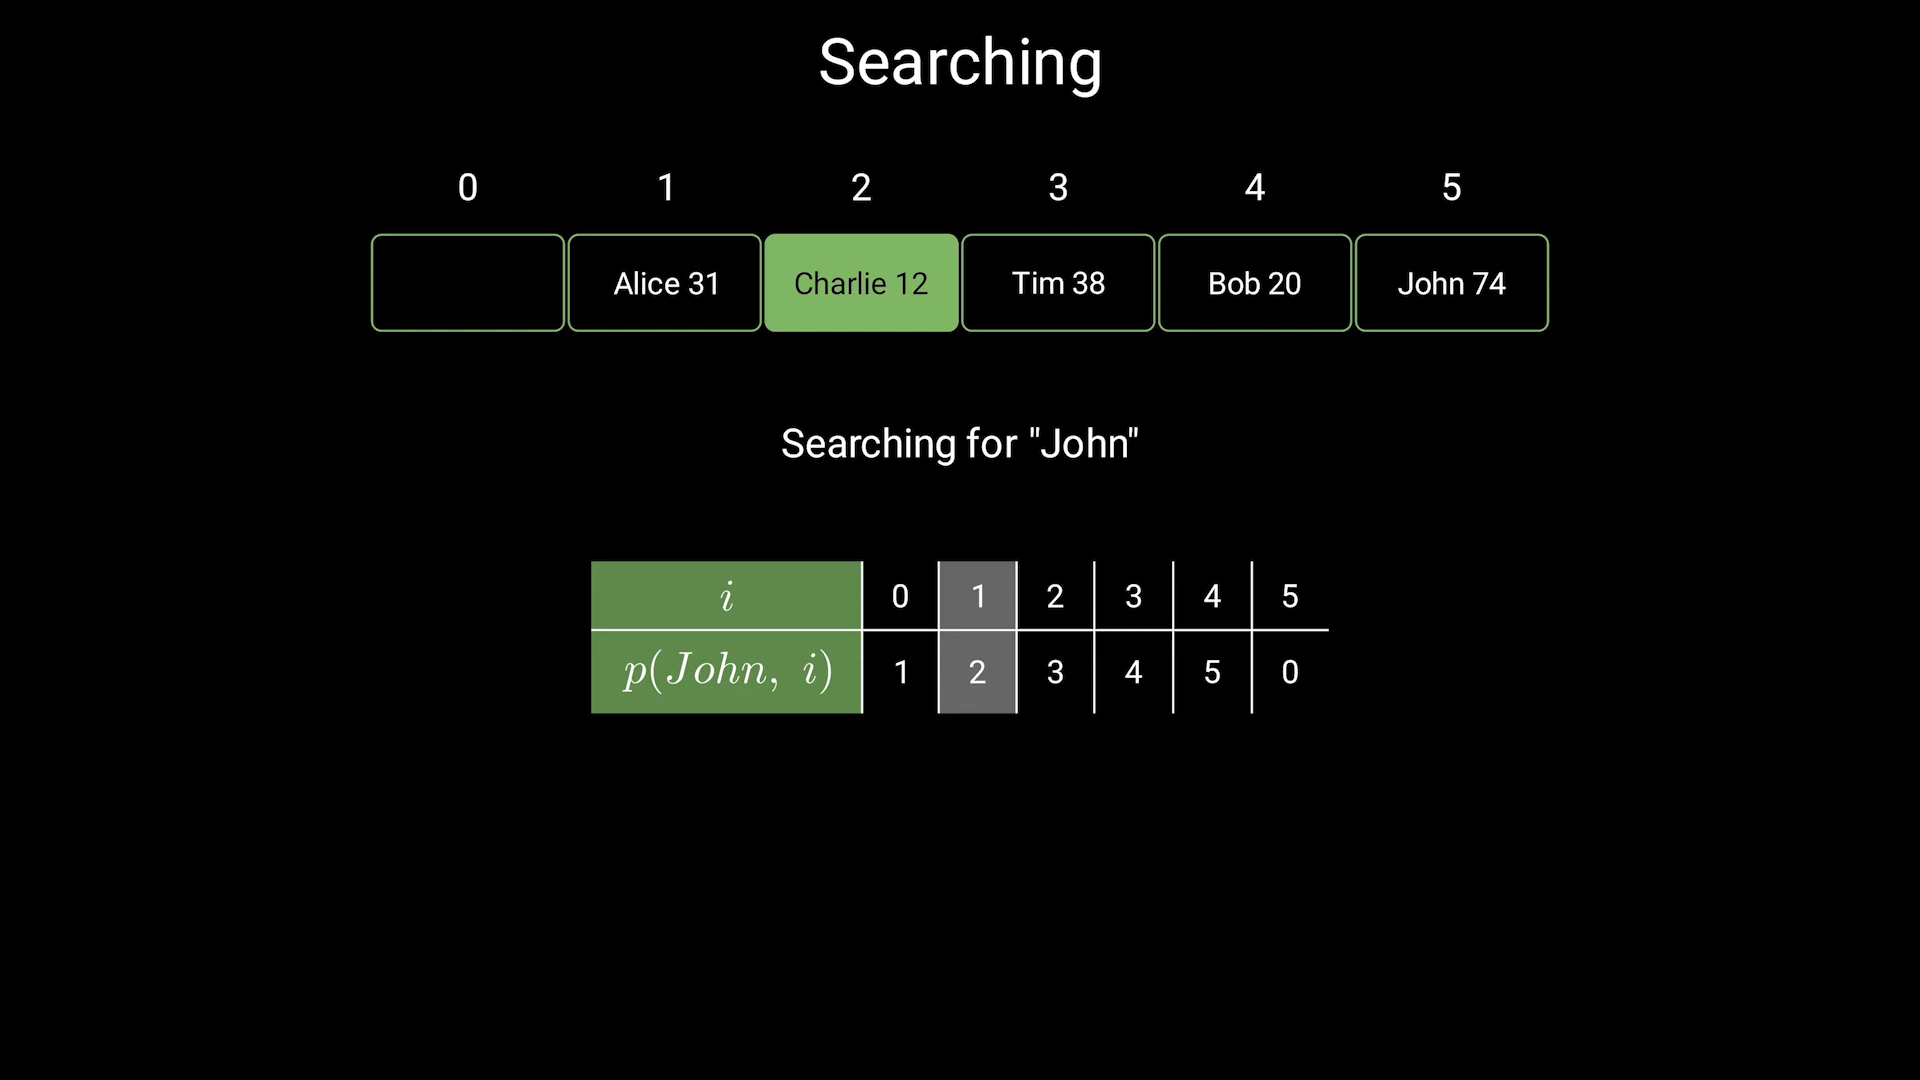 Searching
0 1 2 3 4 5
Alice 31 Charlie 12 Tim 38 Bob 20 John 74
Searching for "John"
i 0 1 2 3 4 5
p(John, i) 1 2 3 4 5 0